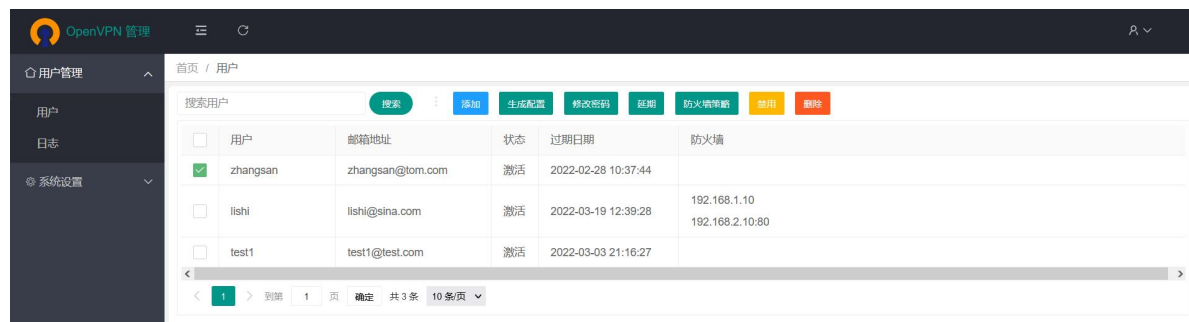 OpenVPN 管理
用户管理
首页 / 用户
搜索用户 搜索 添加 生成配置 修改密码 延期 防火墙策略 禁用 删除
用户
日志
系统设置
用户 邮箱地址 状态 过期日期 防火墙
zhangsan zhangsan@tom.com 激活 2022-02-28 10:37:44
lishi lishi@sina.com 激活 2022-03-19 12:39:28 192.168.1.10
192.168.2.10:80
test1 test1@test.com 激活 2022-03-03 21:16:27
1 到第 1 页 确定 共 3 条 10 条/页